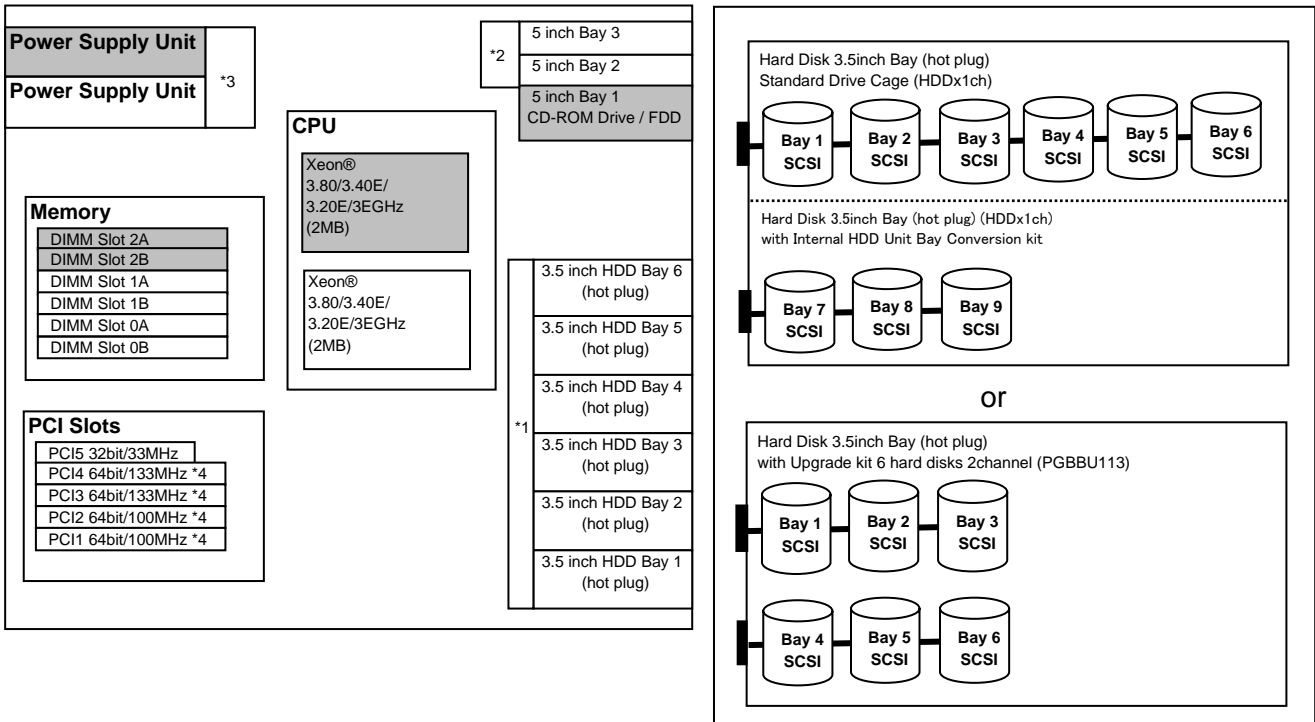 Power Supply Unit
*3
Power Supply Unit
*2
5 inch Bay 3
5 inch Bay 2
5 inch Bay 1
CD-ROM Drive / FDD
CPU
Xeon®
3.80/3.40E/
3.20E/3EGHz
(2MB)
Xeon®
3.80/3.40E/
3.20E/3EGHz
(2MB)
Memory
DIMM Slot 2A
DIMM Slot 2B
DIMM Slot 1A
DIMM Slot 1B
DIMM Slot 0A
DIMM Slot 0B
PCI Slots
PCI5 32bit/33MHz
PCI4 64bit/133MHz *4
PCI3 64bit/133MHz *4
PCI2 64bit/100MHz *4
PCI1 64bit/100MHz *4
*1
3.5 inch HDD Bay 6
(hot plug)
3.5 inch HDD Bay 5
(hot plug)
3.5 inch HDD Bay 4
(hot plug)
3.5 inch HDD Bay 3
(hot plug)
3.5 inch HDD Bay 2
(hot plug)
3.5 inch HDD Bay 1
(hot plug)
Hard Disk 3.5inch Bay (hot plug)
Standard Drive Cage (HDDx1ch)
Bay 1 SCSI
Bay 2 SCSI
Bay 3 SCSI
Bay 4 SCSI
Bay 5 SCSI
Bay 6 SCSI
Hard Disk 3.5inch Bay (hot plug) (HDDx1ch)
with Internal HDD Unit Bay Conversion kit
Bay 7 SCSI
Bay 8 SCSI
Bay 9 SCSI
or
Hard Disk 3.5inch Bay (hot plug)
with Upgrade kit 6 hard disks 2channel (PGBBU113)
Bay 1 SCSI
Bay 2 SCSI
Bay 3 SCSI
Bay 4 SCSI
Bay 5 SCSI
Bay 6 SCSI